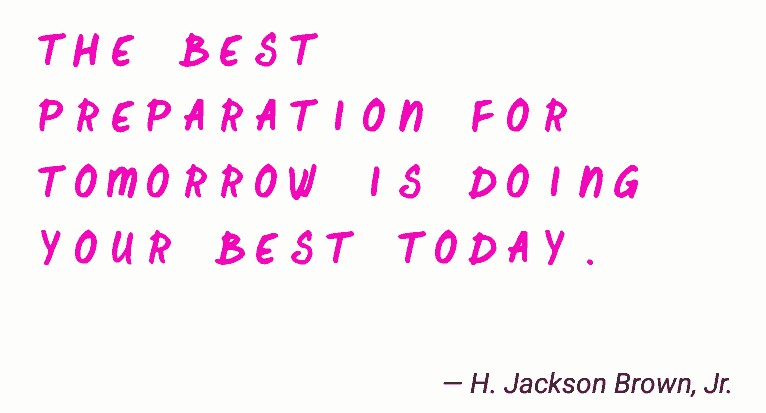 THE BEST
PREPARATION FOR
TOMORROW IS DOING
YOUR BEST TODAY.
– H. Jackson Brown, Jr.